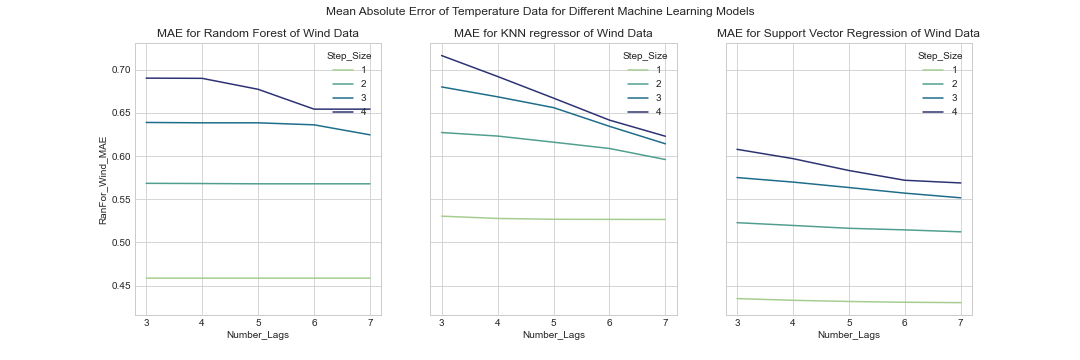 Mean Absolute Error of Temperature Data for Different Machine Learning Models
MAE for Random Forest of Wind Data
MAE for KNN regressor of Wind Data
MAE for Support Vector Regression of Wind Data
RanFor_Wind_MAE
0.70
0.65
0.60
0.55
0.50
0.45
Step_Size
1
2
3
4
3 4 5 6 7
Number_Lags
Step_Size
1
2
3
4
3 4 5 6 7
Number_Lags
Step_Size
1
2
3
4
3 4 5 6 7
Number_Lags